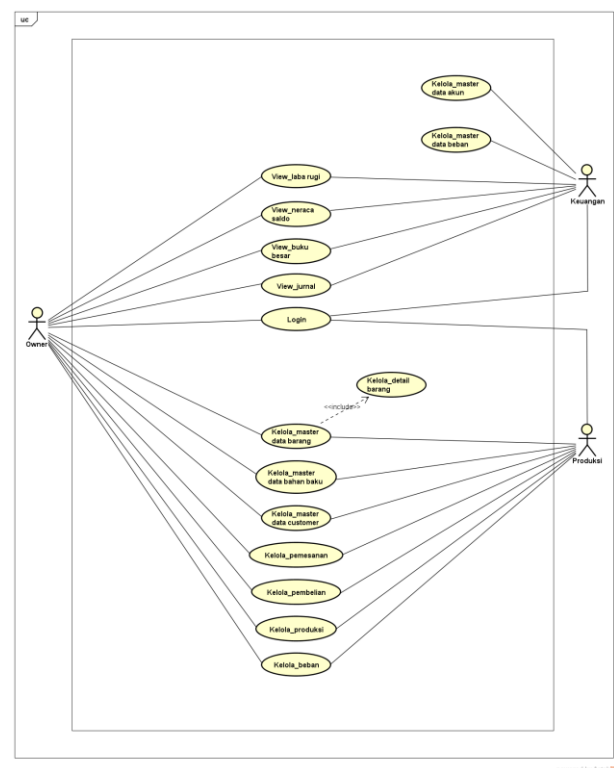 uc
Kelola_master
data akun
Kelola_master
data beban
Keuangan
View_laba rugi
View_neraca
saldo
View_buku
besar
View_jurnal
Login
Owner
Kelola_detail
barang
<<include>>
Kelola_master
data barang
Produksi
Kelola_master
data bahan baku
Kelola_master
data customer
Kelola_pemesanan
Kelola_pembelian
Kelola_produksi
Kelola_beban